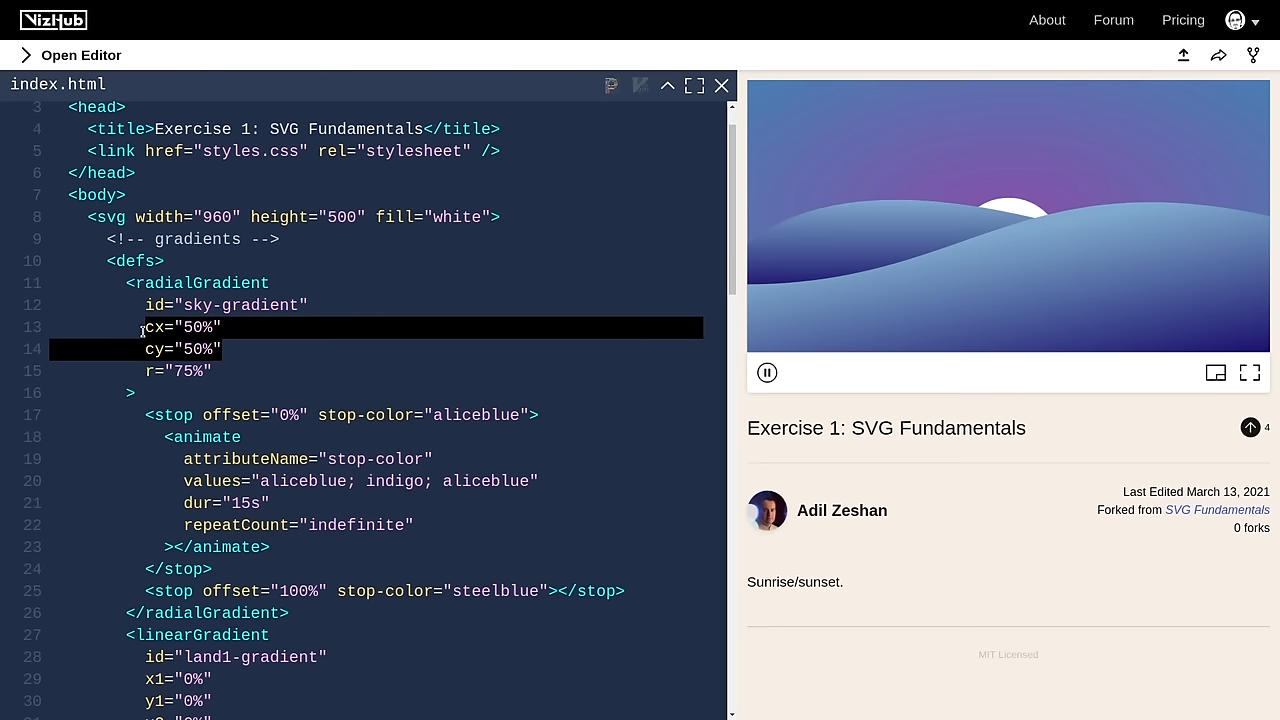 VizHub
About Forum Pricing
Open Editor
index.html
3 <head>
4 <title>Exercise 1: SVG Fundamentals</title>
5 <link href="styles.css" rel="stylesheet" />
6 </head>
7 <body>
8 <svg width="960" height="500" fill="white">
9 <!-- gradients -->
10 <defs>
11 <radialGradient
12 id="sky-gradient"
13 cx="50%"
14 cy="50%"
15 r="75%"
16 >
17 <stop offset="0%" stop-color="aliceblue">
18 <animate
19 attributeName="stop-color"
20 values="aliceblue; indigo; aliceblue"
21 dur="15s"
22 repeatCount="indefinite"
23 ></animate>
24 </stop>
25 <stop offset="100%" stop-color="steelblue"></stop>
26 </radialGradient>
27 <linearGradient
28 id="land1-gradient"
29 x1="0%"
30 y1="0%"
Exercise 1: SVG Fundamentals
4
Last Edited March 13, 2021
Adil Zeshan
Forked from SVG Fundamentals
0 forks
Sunrise/sunset.
MIT Licensed